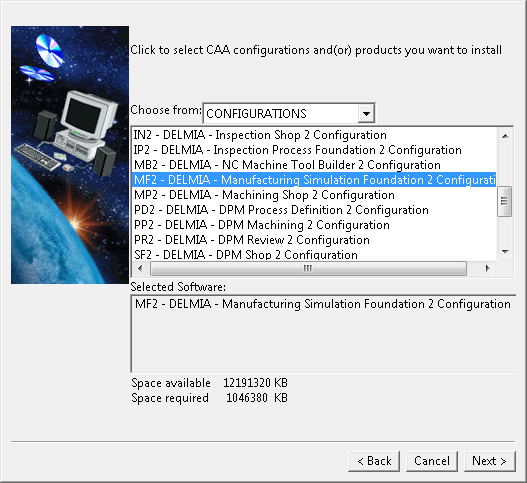 Click to select CAA configurations and(or) products you want to install
Choose from: CONFIGURATIONS
IN2 - DELMIA - Inspection Shop 2 Configuration
IP2 - DELMIA - Inspection Process Foundation 2 Configuration
MB2 - DELMIA - NC Machine Tool Builder 2 Configuration
MF2 - DELMIA - Manufacturing Simulation Foundation 2 Configurati
MP2 - DELMIA - Machining Shop 2 Configuration
PD2 - DELMIA - DPM Process Definition 2 Configuration
PP2 - DELMIA - DPM Machining 2 Configuration
PR2 - DELMIA - DPM Review 2 Configuration
SF2 - DELMIA - DPM Shop 2 Configuration
Selected Software:
MF2 - DELMIA - Manufacturing Simulation Foundation 2 Configuration
Space available 12191320 KB
Space required 1046380 KB
< Back Cancel Next >